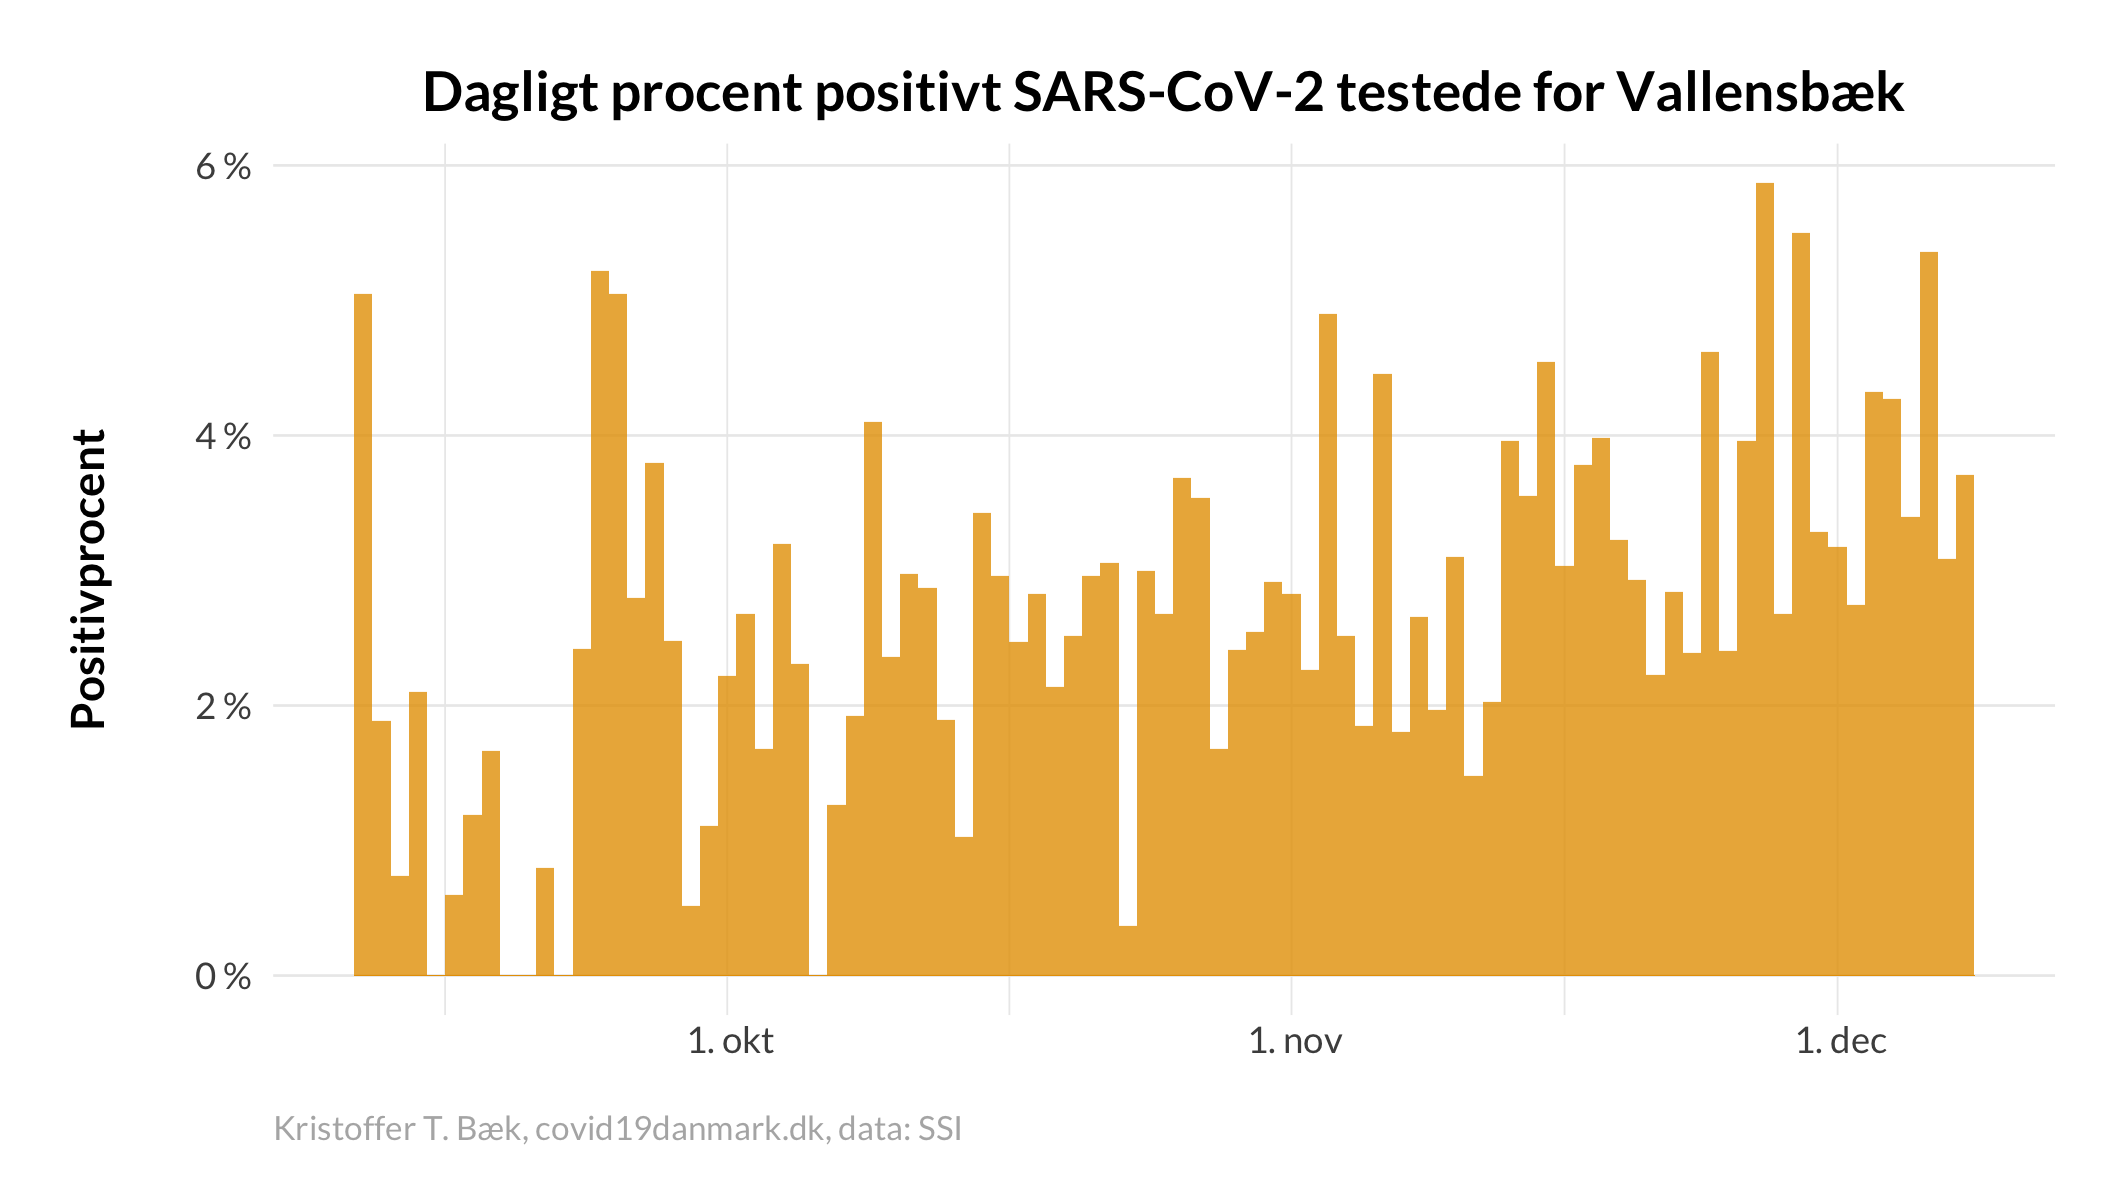 Dagligt procent positivt SARS-CoV-2 testede for Vallensbæk
Positivprocent
6 %
4 %
2 %
0 %
1. okt
1. nov
1. dec
Kristoffer T. Bæk, covid19danmark.dk, data: SSI